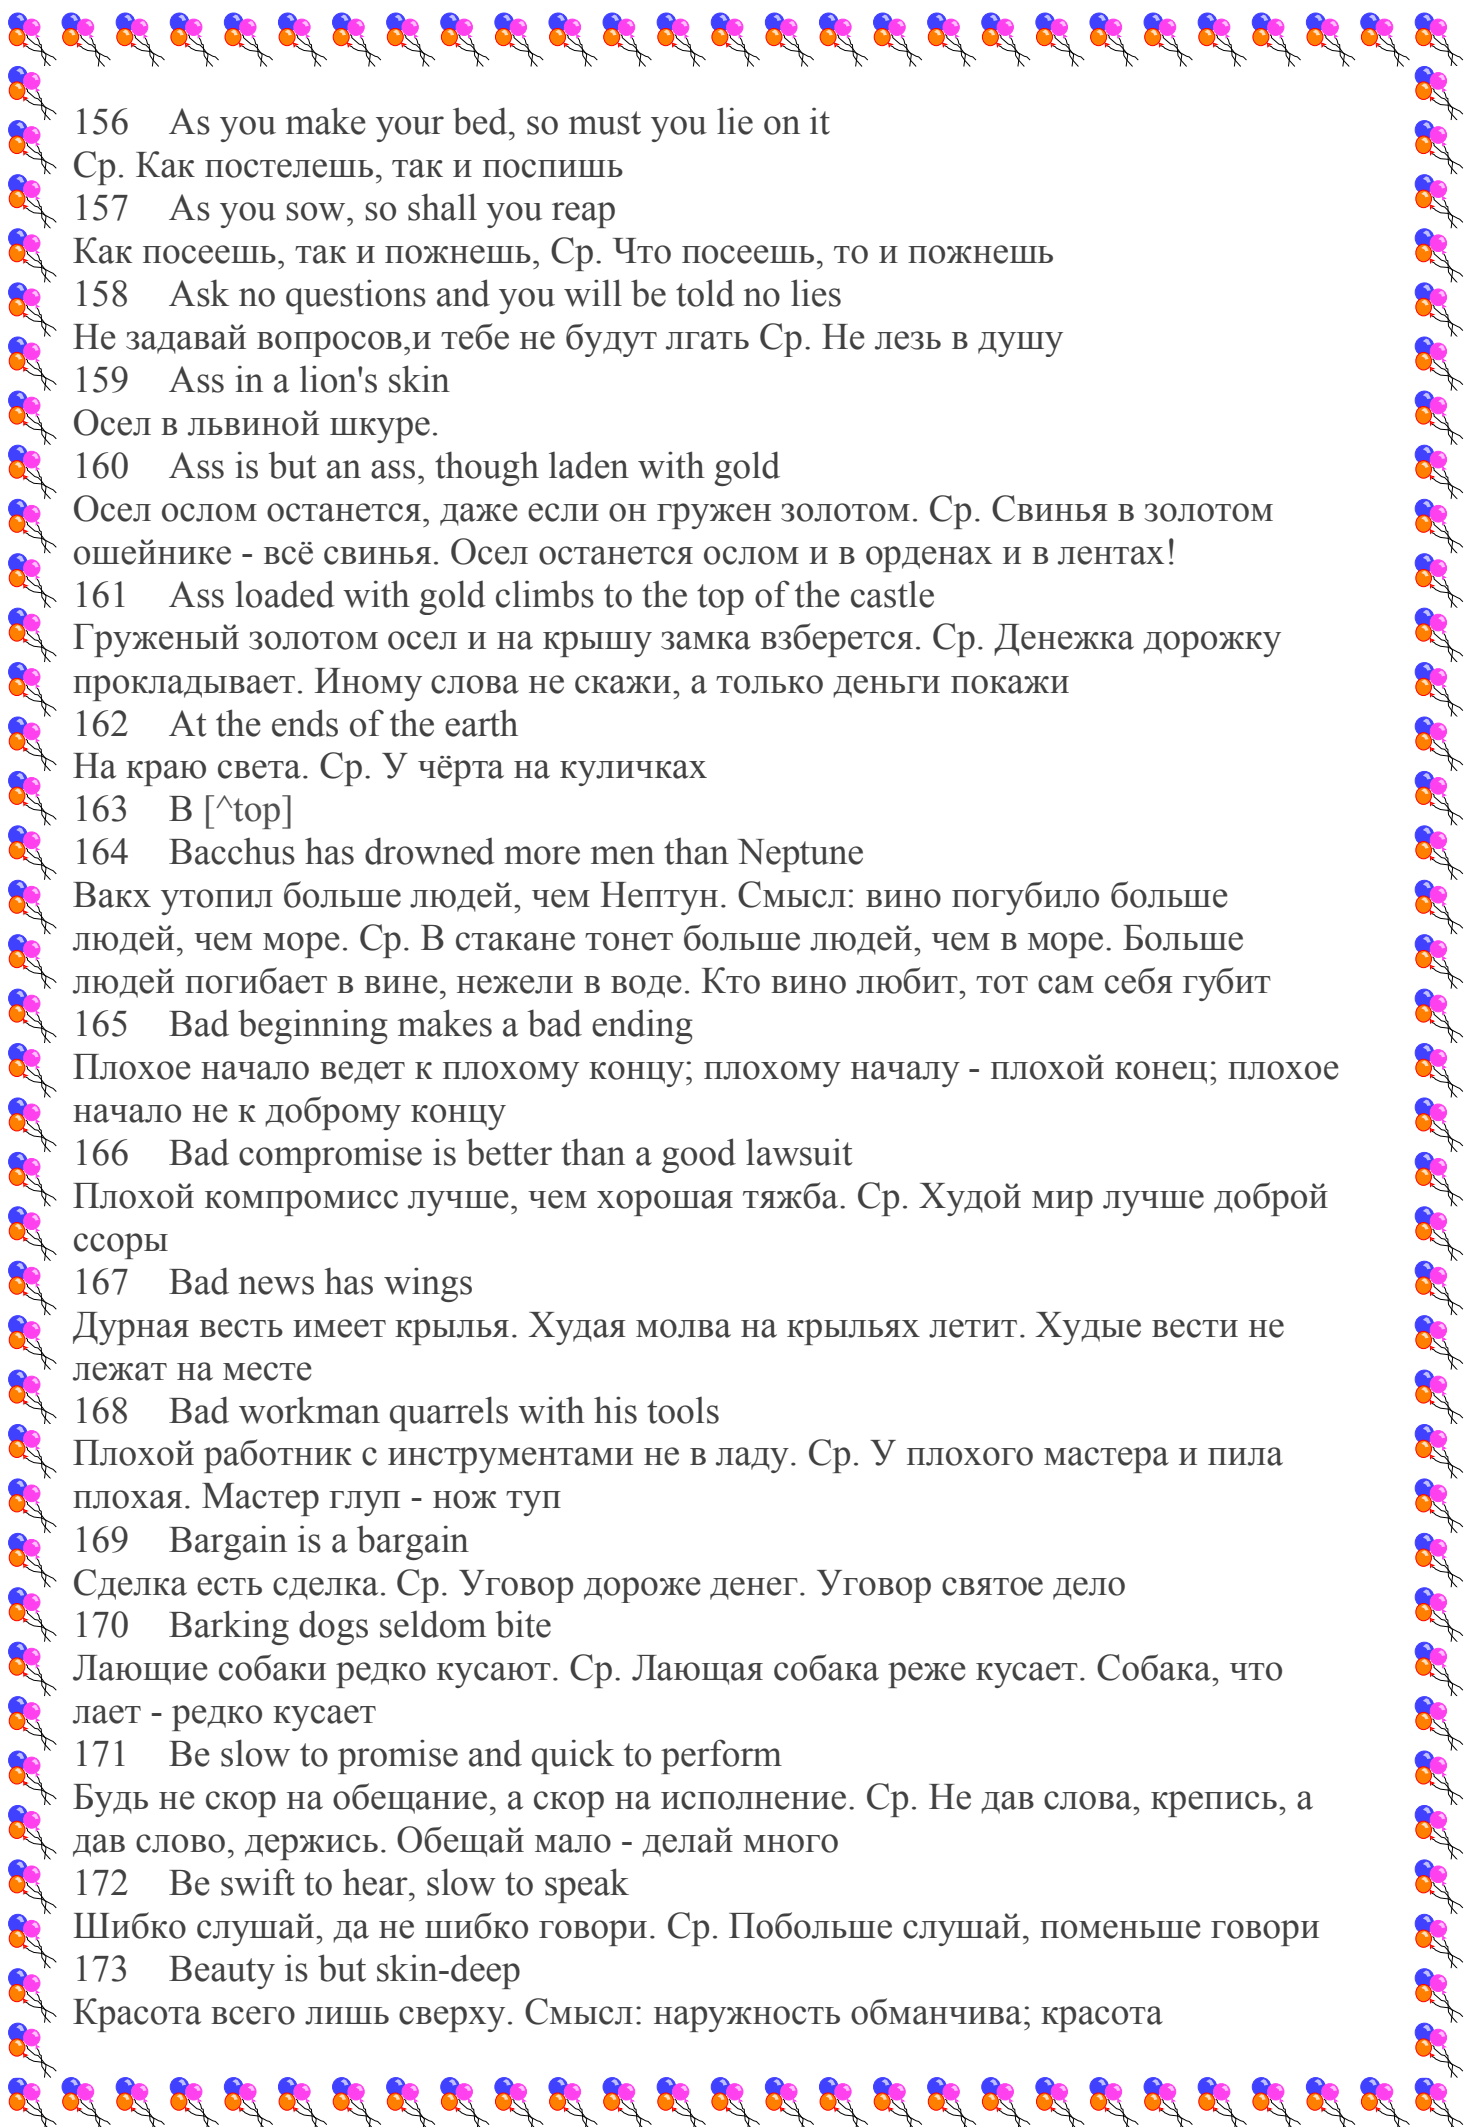 156 As you make your bed, so must you lie on it
Ср. Как постелешь, так и поспишь
157 As you sow, so shall you reap
Как посеешь, так и пожнешь, Ср. Что посеешь, то и пожнешь
158 Ask no questions and you will be told no lies
Не задавай вопросов,и тебе не будут лгать Ср. Не лезь в душу
159 Ass in a lion's skin
Осел в львиной шкуре.
160 Ass is but an ass, though laden with gold
Осел ослом останется, даже если он гружен золотом. Ср. Свинья в золотом
ошейнике - всё свинья. Осел останется ослом и в орденах и в лентах!
161 Ass loaded with gold climbs to the top of the castle
Груженый золотом осел и на крышу замка взберется. Ср. Денежка дорожку
прокладывает. Иному слова не скажи, а только деньги покажи
162 At the ends of the earth
На краю света. Ср. У чёрта на куличках
163 B [^top]
164 Bacchus has drowned more men than Neptune
Вакх утопил больше людей, чем Нептун. Смысл: вино погубило больше
людей, чем море. Ср. В стакане тонет больше людей, чем в море. Больше
людей погибает в вине, нежели в воде. Кто вино любит, тот сам себя губит
165 Bad beginning makes a bad ending
Плохое начало ведет к плохому концу; плохому началу - плохой конец; плохое
начало не к доброму концу
166 Bad compromise is better than a good lawsuit
Плохой компромисс лучше, чем хорошая тяжба. Ср. Худой мир лучше доброй
ссоры
167 Bad news has wings
Дурная весть имеет крылья. Худая молва на крыльях летит. Худые вести не
лежат на месте
168 Bad workman quarrels with his tools
Плохой работник с инструментами не в ладу. Ср. У плохого мастера и пила
плохая. Мастер глуп - нож туп
169 Bargain is a bargain
Сделка есть сделка. Ср. Уговор дороже денег. Уговор святое дело
170 Barking dogs seldom bite
Лающие собаки редко кусают. Ср. Лающая собака реже кусает. Собака, что
лает - редко кусает
171 Be slow to promise and quick to perform
Будь не скор на обещание, а скор на исполнение. Ср. Не дав слова, крепись, а
дав слово, держись. Обещай мало - делай много
172 Be swift to hear, slow to speak
Шибко слушай, да не шибко говори. Ср. Побольше слушай, поменьше говори
173 Beauty is but skin-deep
Красота всего лишь сверху. Смысл: наружность обманчива; красота